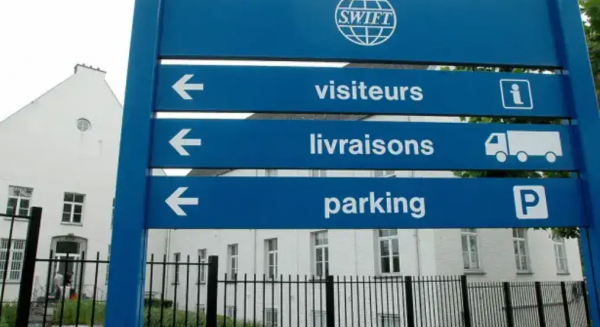 SWIFT
visiteurs
i
livraisons
parking
P